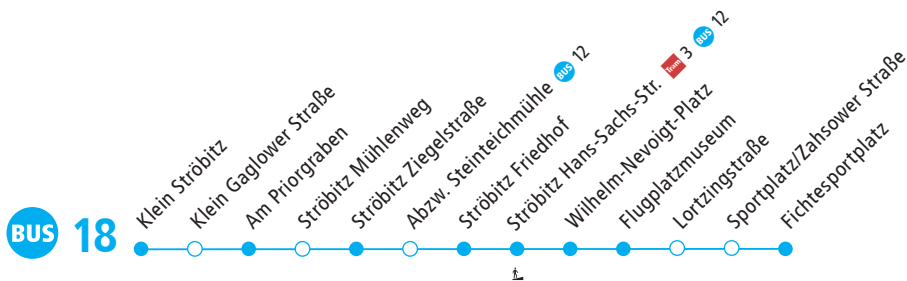 BUS 18
Klein Ströbitz
Klein Gaglower Straße
Am Priorgraben
Ströbitz Mühlenweg
Ströbitz Ziegelstraße
Abzw. Steinteichmühle BUS 12
Ströbitz Friedhof
Ströbitz Hans-Sachs-Str. Tram 3 BUS 12
Wilhelm-Nevoigt-Platz
Flugplatzmuseum
Lortzingstraße
Sportplatz/Zahsower Straße
Fichtesportplatz